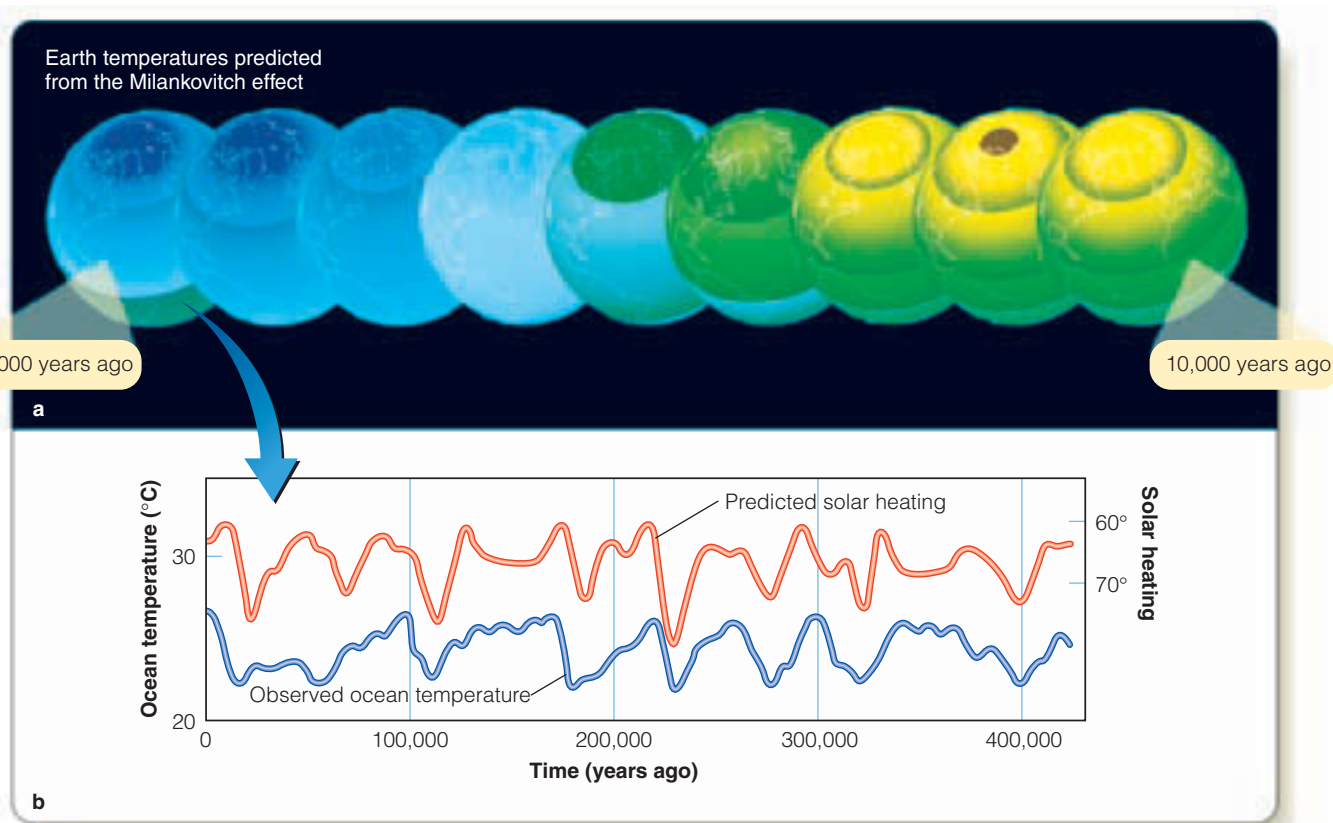 Earth temperatures predicted
from the Milankovitch effect
000 years ago
10,000 years ago
a
Predicted solar heating
Observed ocean temperature
Ocean temperature (°C)
30
20
Solar heating
60°
70°
0
100,000
200,000
300,000
400,000
Time (years ago)
b